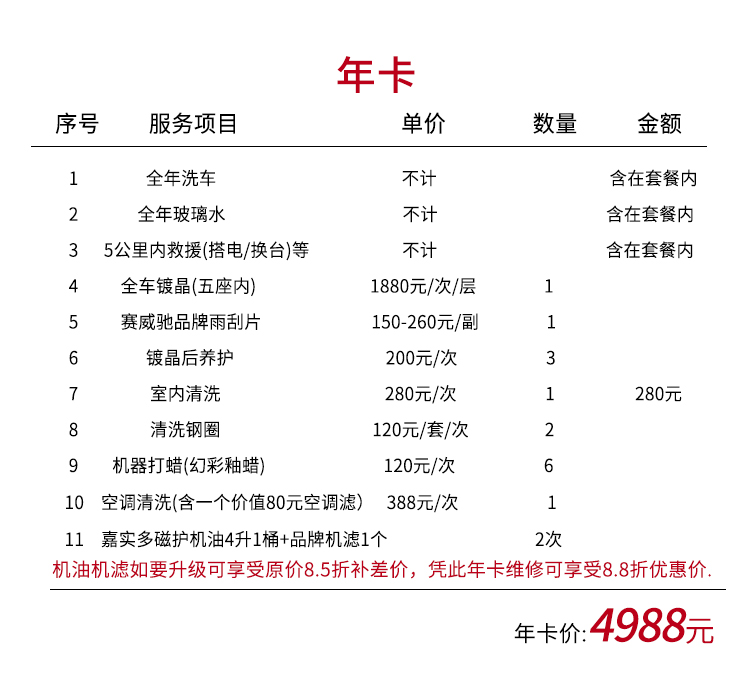 年卡
序号 服务项目 单价 数量 金额
1 全年洗车 不计 含在套餐内
2 全年玻璃水 不计 含在套餐内
3 5公里内救援(搭电/换台)等 不计 含在套餐内
4 全车镀晶(五座内) 1880元/次/层 1
5 赛威驰品牌雨刮片 150-260元/副 1
6 镀晶后养护 200元/次 3
7 室内清洗 280元/次 1 280元
8 清洗钢圈 120元/套/次 2
9 机器打蜡(幻彩釉蜡) 120元/次 6
10 空调清洗(含一个价值80元空调滤） 388元/次 1
11 嘉实多磁护机油4升1桶+品牌机滤1个 2次
机油机滤如要升级可享受原价8.5折补差价，凭此年卡维修可享受8.8折优惠价.
年卡价:4988元